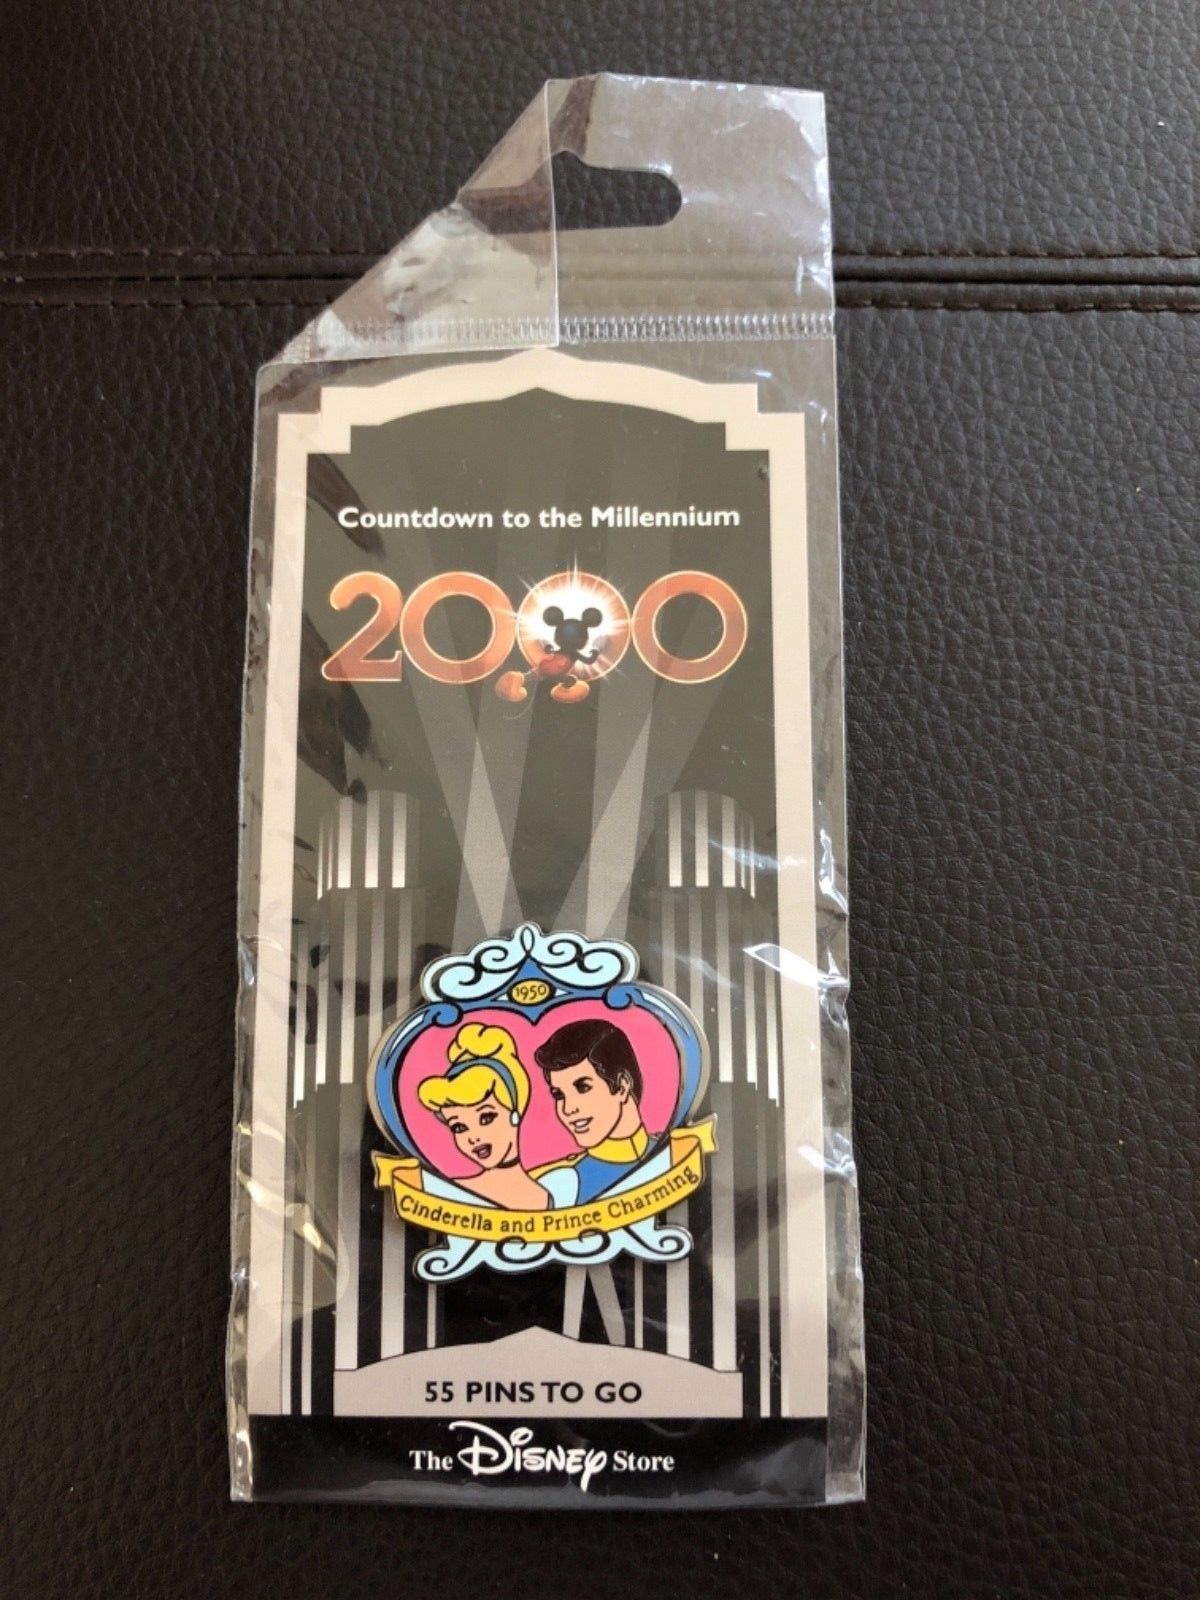 Countdown to the Millennium
2000
1950
Cinderella and Prince Charming
55 PINS TO GO
The Disney Store